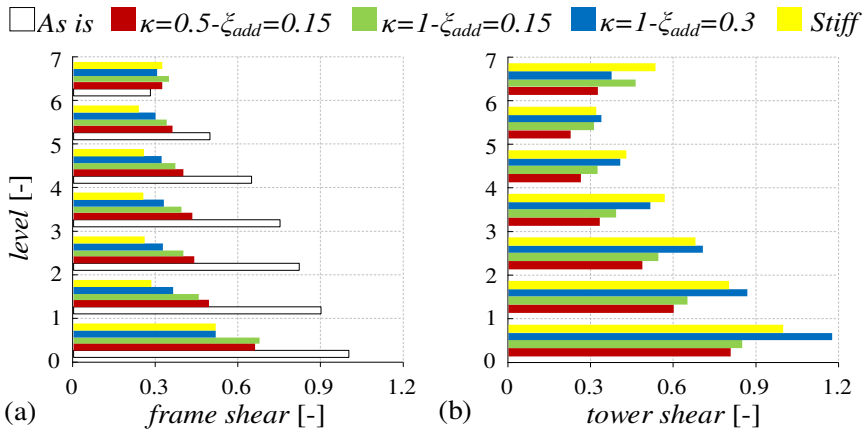 As is κ=0.5-ξadd=0.15 κ=1-ξadd=0.15 κ=1-ξadd=0.3 Stiff
7
6
5
4
3
2
1
0
level [-]
0 0.3 0.6 0.9 1.2
(a) frame shear [-]
7
6
5
4
3
2
1
0
0 0.3 0.6 0.9 1.2
(b) tower shear [-]